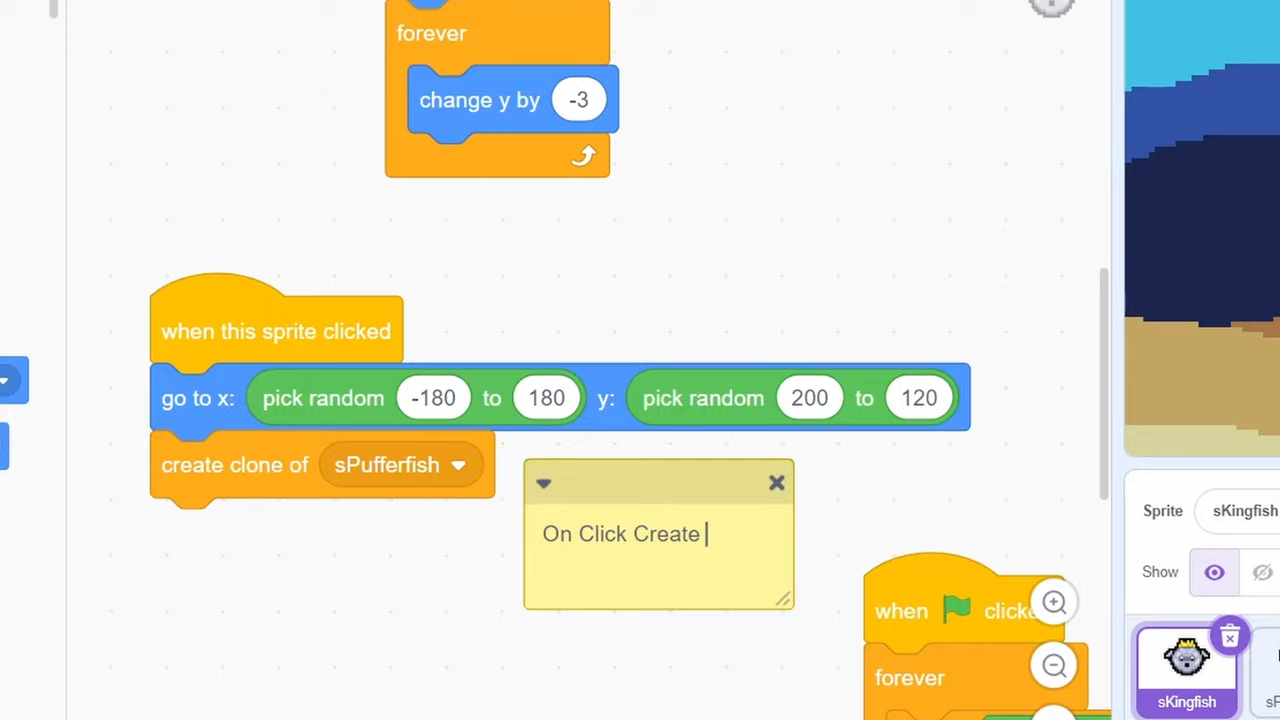 forever
change y by -3
when this sprite clicked
go to x: pick random -180 to 180 y: pick random 200 to 120
create clone of sPufferfish
On Click Create
Sprite sKingfish
Show
when clicke
forever
sKingfish